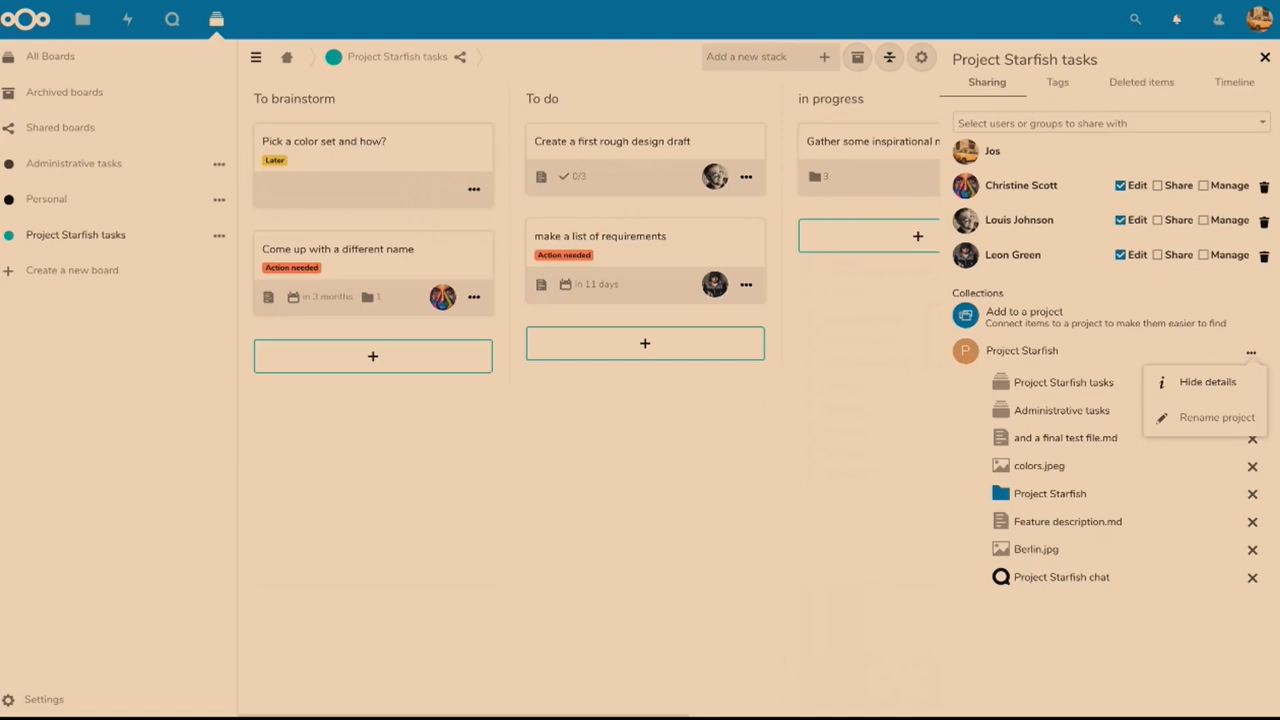 All Boards
Archived boards
Shared boards
Administrative tasks
Personal
Project Starfish tasks
Create a new board
Settings
Project Starfish tasks
Add a new stack
To brainstorm
Pick a color set and how?
Later
Come up with a different name
Action needed
in 3 months 1
To do
Create a first rough design draft
0/3
make a list of requirements
Action needed
in 11 days
in progress
Gather some inspirational
3
Project Starfish tasks
Sharing Tags Deleted items Timeline
Select users or groups to share with
Jos
Christine Scott Edit Share Manage
Louis Johnson Edit Share Manage
Leon Green Edit Share Manage
Collections
Add to a project
Connect items to a project to make them easier to find
P Project Starfish
Project Starfish tasks
Hide details
Administrative tasks
Rename project
and a final test file.md
colors.jpeg
Project Starfish
Feature description.md
Berlin.jpg
Project Starfish chat